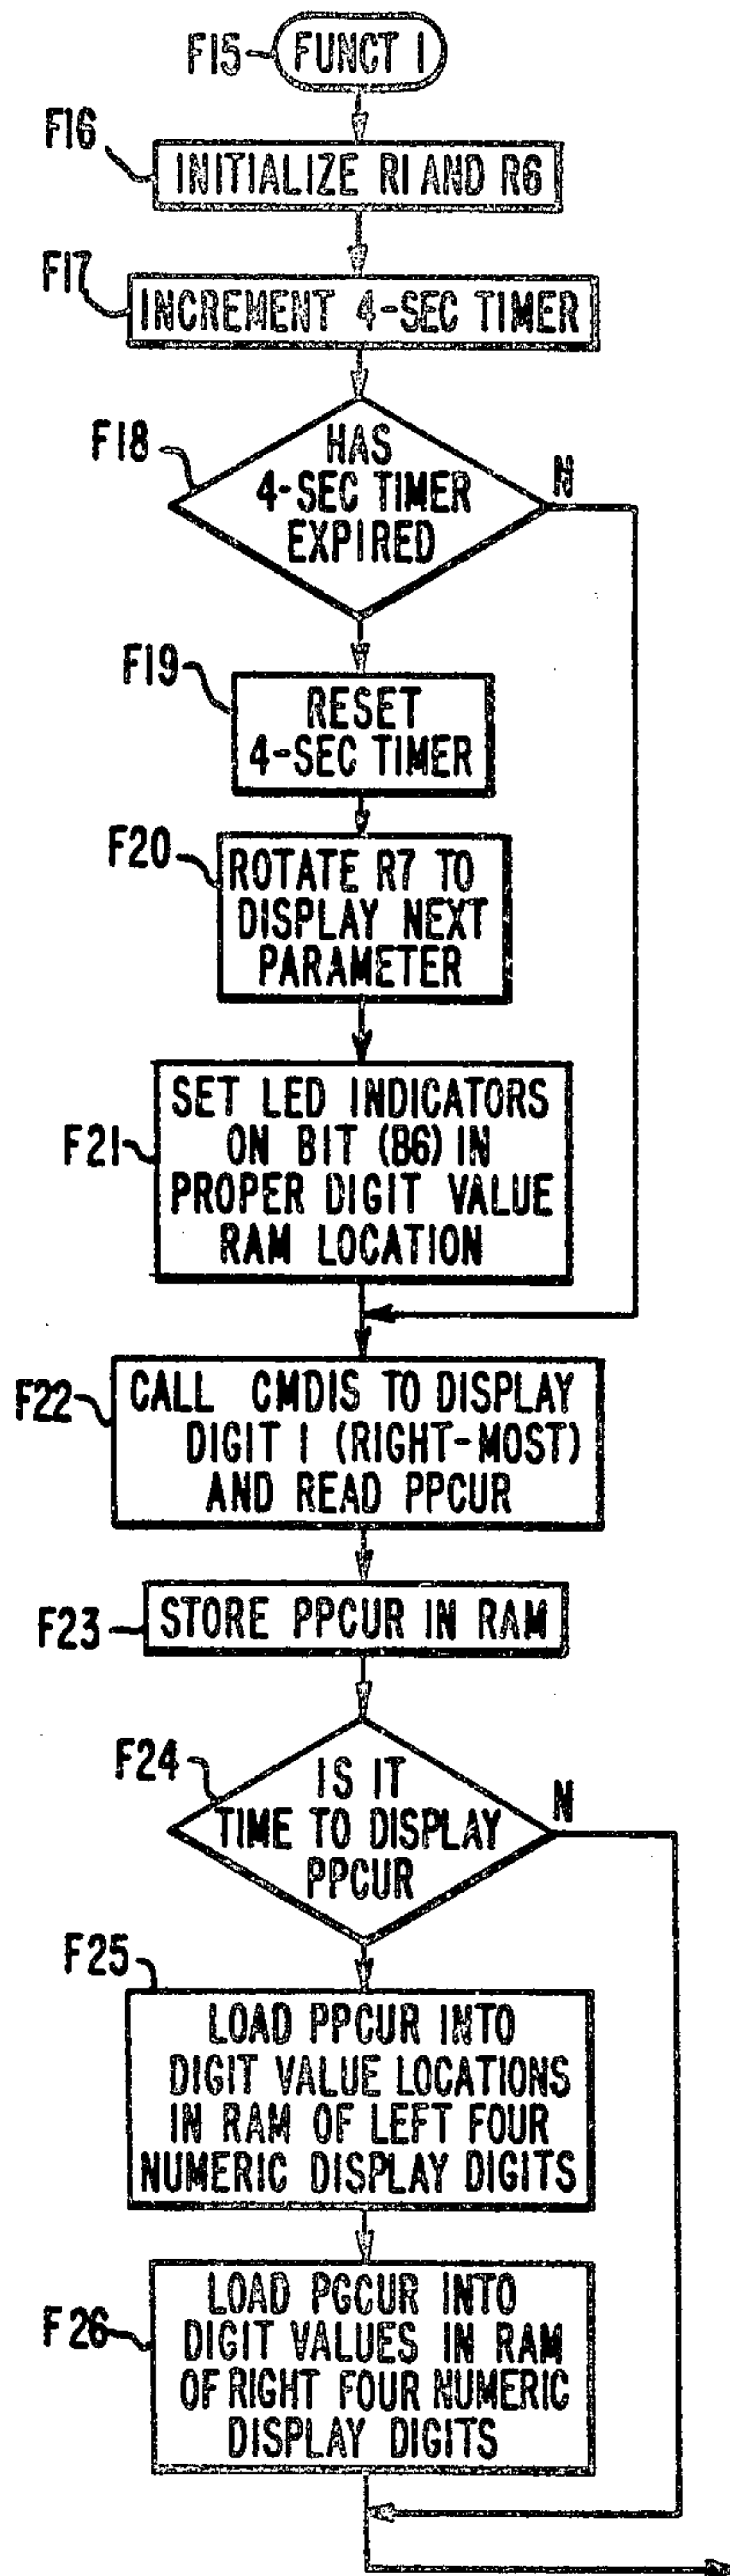 F15
FUNCT 1
F16
INITIALIZE R1 AND R6
F17
INCREMENT 4-SEC TIMER
F18
HAS
4-SEC TIMER
EXPIRED
N
F19
RESET
4-SEC TIMER
F20
ROTATE R7 TO
DISPLAY NEXT
PARAMETER
F21
SET LED INDICATORS
ON BIT (B6) IN
PROPER DIGIT VALUE
RAM LOCATION
F22
CALL CMDIS TO DISPLAY
DIGIT 1 (RIGHT-MOST)
AND READ PPCUR
F23
STORE PPCUR IN RAM
F24
IS IT
TIME TO DISPLAY
PPCUR
N
F25
LOAD PPCUR INTO
DIGIT VALUE LOCATIONS
IN RAM OF LEFT FOUR
NUMERIC DISPLAY DIGITS
F26
LOAD PGCUR INTO
DIGIT VALUES IN RAM
OF RIGHT FOUR NUMERIC
DISPLAY DIGITS